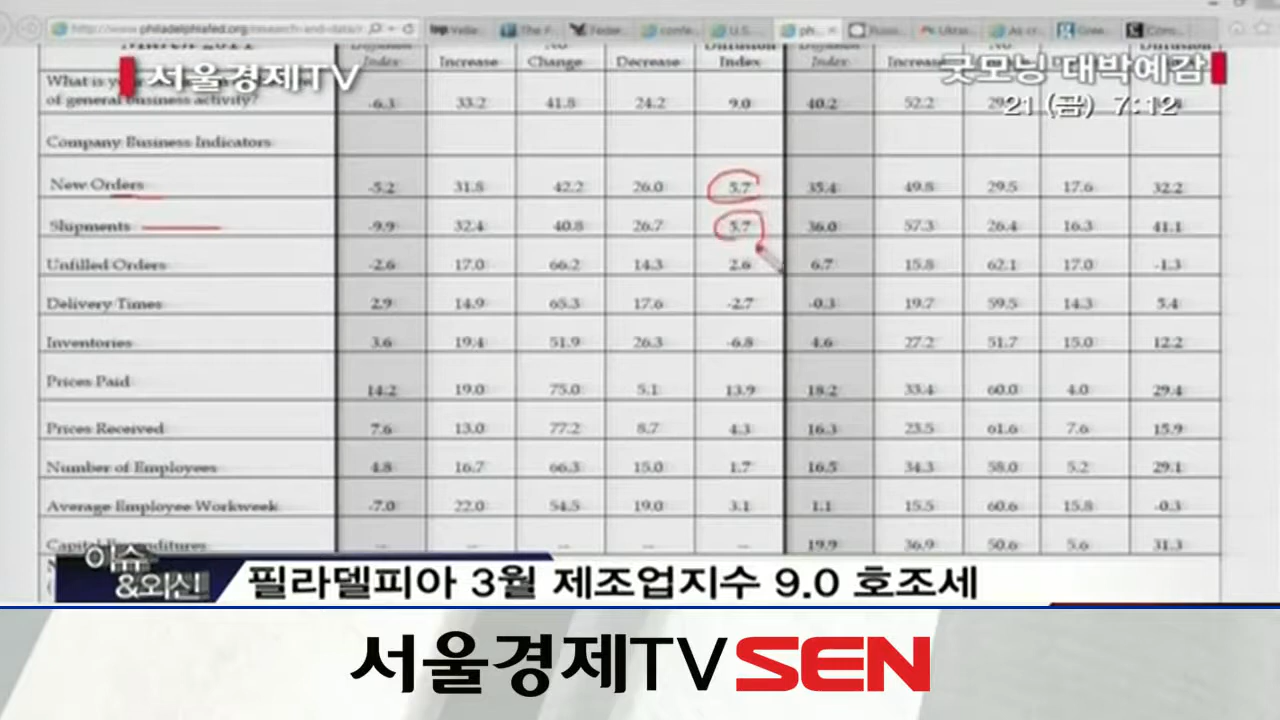 http://www.philadelphiafed.org/research-and-data/r
서울경제TV
굿모닝 대박예감
21 (금) 7:12
Index Increase Change Decrease Index Index
of general business activity? -6.3 33.2 41.8 24.2 9.0 40.2 52.2
Company Business Indicators
New Orders -5.2 31.8 42.2 26.0 5.7 35.4 49.8 29.5 17.6 32.2
Shipments -9.9 32.4 40.8 26.7 5.7 36.0 57.3 26.4 16.3 41.1
Unfilled Orders -2.6 17.0 66.2 14.3 2.6 6.7 15.8 62.1 17.0 -1.3
Delivery Times 2.9 14.9 65.3 17.6 -2.7 -0.3 19.7 59.5 14.3 5.4
Inventories 3.6 19.4 51.9 26.3 -6.8 4.6 27.2 51.7 15.0 12.2
Prices Paid 14.2 19.0 75.0 5.1 13.9 18.2 33.4 60.0 4.0 29.4
Prices Received 7.6 13.0 77.2 8.7 4.3 16.3 23.5 61.6 7.6 15.9
Number of Employees 4.8 16.7 66.3 15.0 1.7 16.5 34.3 58.0 5.2 29.1
Average Employee Workweek -7.0 22.0 54.5 19.0 3.1 1.1 15.5 60.6 15.8 -0.3
Capital Expenditures -- -- -- -- -- 19.9 36.9 50.6 5.6 31.3
이슈
&외신
필라델피아 3월 제조업지수 9.0 호조세
서울경제TV SEN